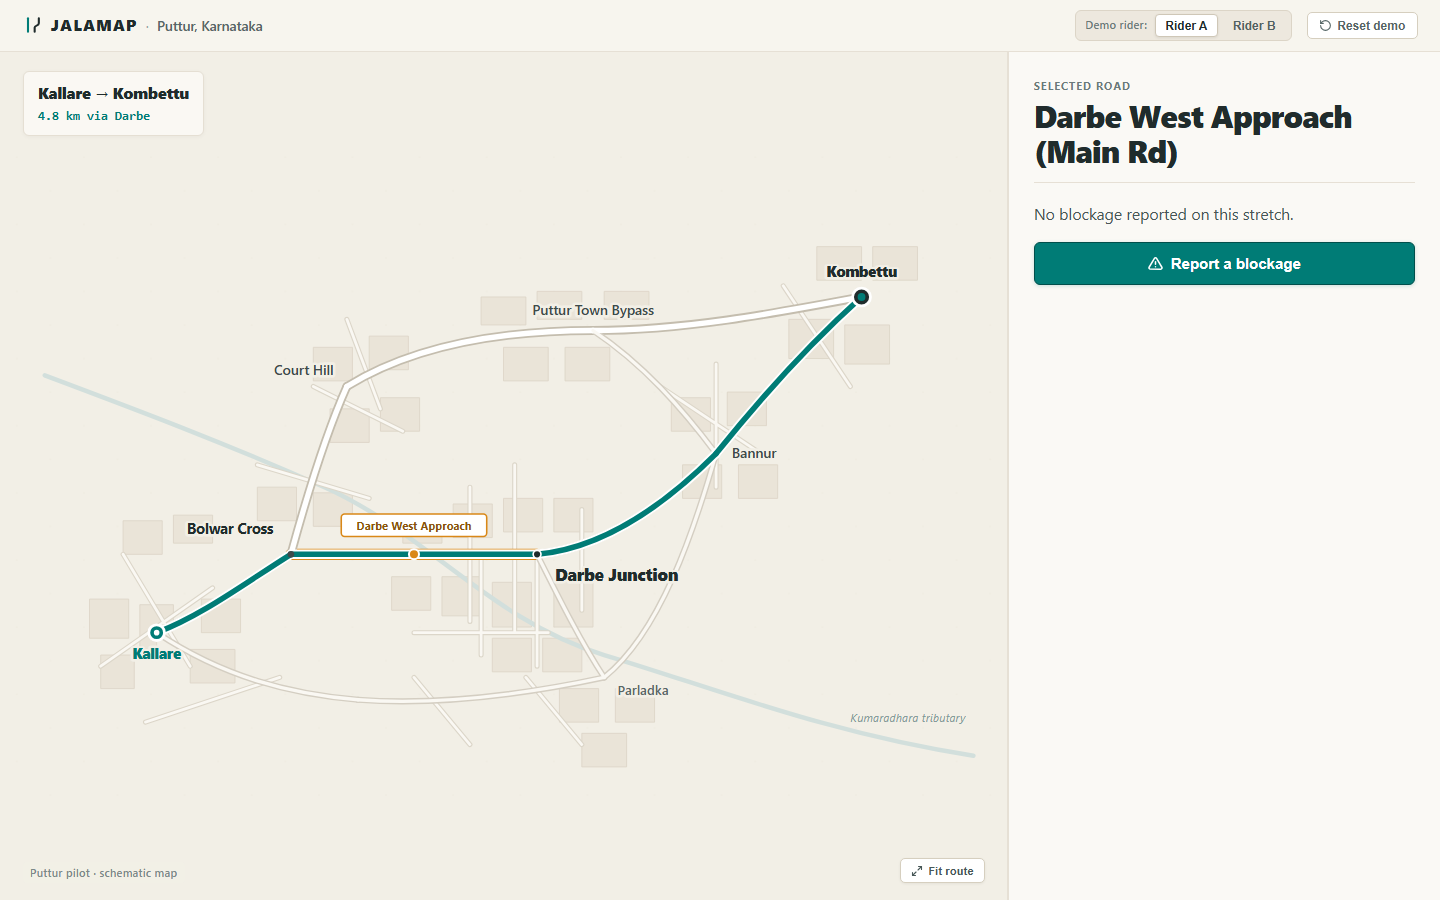 JALAMAP · Puttur, Karnataka
Demo rider: Rider A Rider B
Reset demo
Kallare → Kombettu
4.8 km via Darbe
Kombettu
Puttur Town Bypass
Court Hill
Bannur
Bolwar Cross
Darbe West Approach
Darbe Junction
Kallare
Parladka
Kumaradhara tributary
Puttur pilot · schematic map
Fit route
SELECTED ROAD
Darbe West Approach
(Main Rd)
No blockage reported on this stretch.
Report a blockage